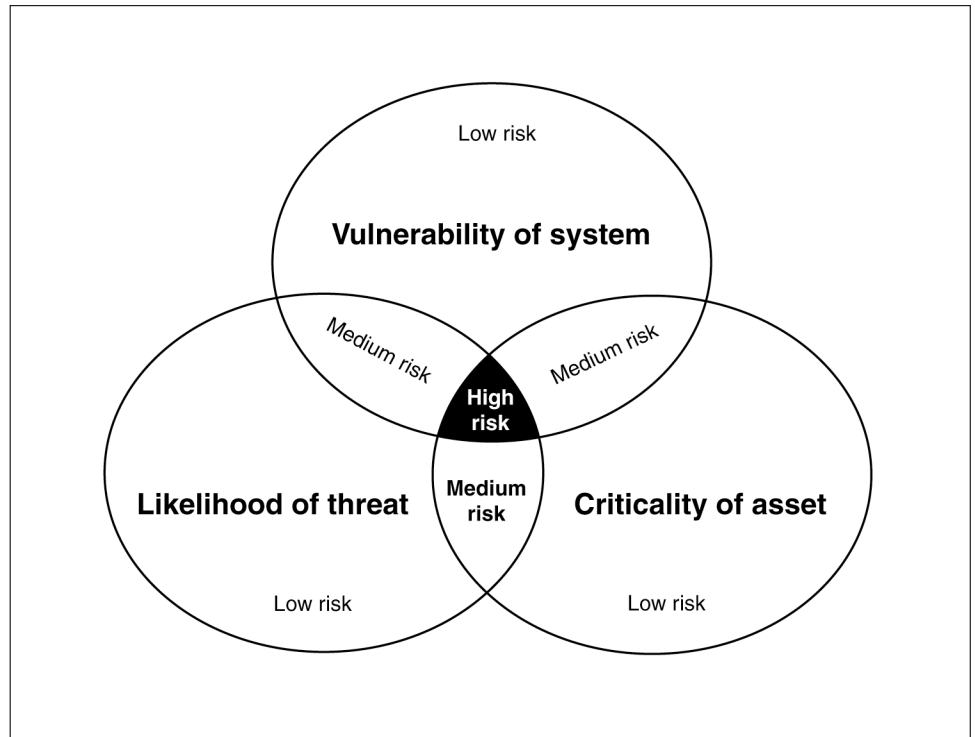 Low risk
Vulnerability of system
Medium risk
Medium risk
High
risk
Medium
risk
Likelihood of threat
Criticality of asset
Low risk
Low risk